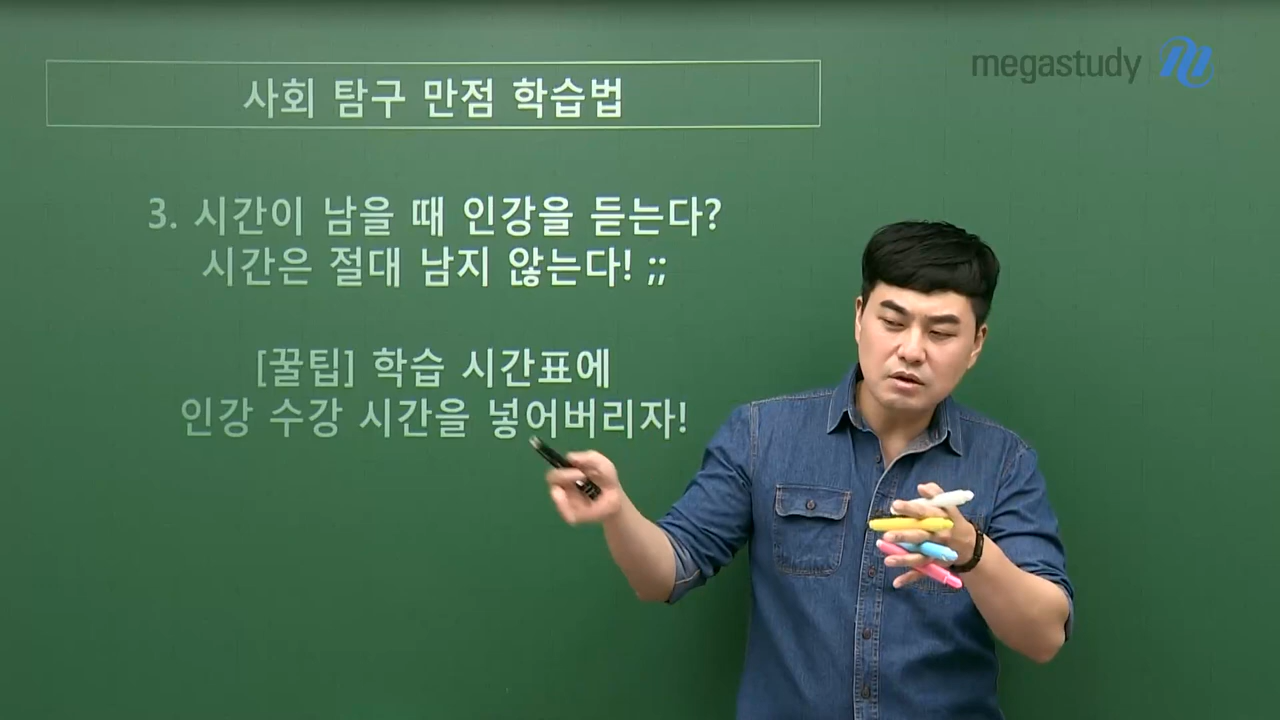 megastudy
사회 탐구 만점 학습법
3. 시간이 남을 때 인강을 듣는다?
시간은 절대 남지 않는다! ;;
[꿀팁] 학습 시간표에
인강 수강 시간을 넣어버리자!